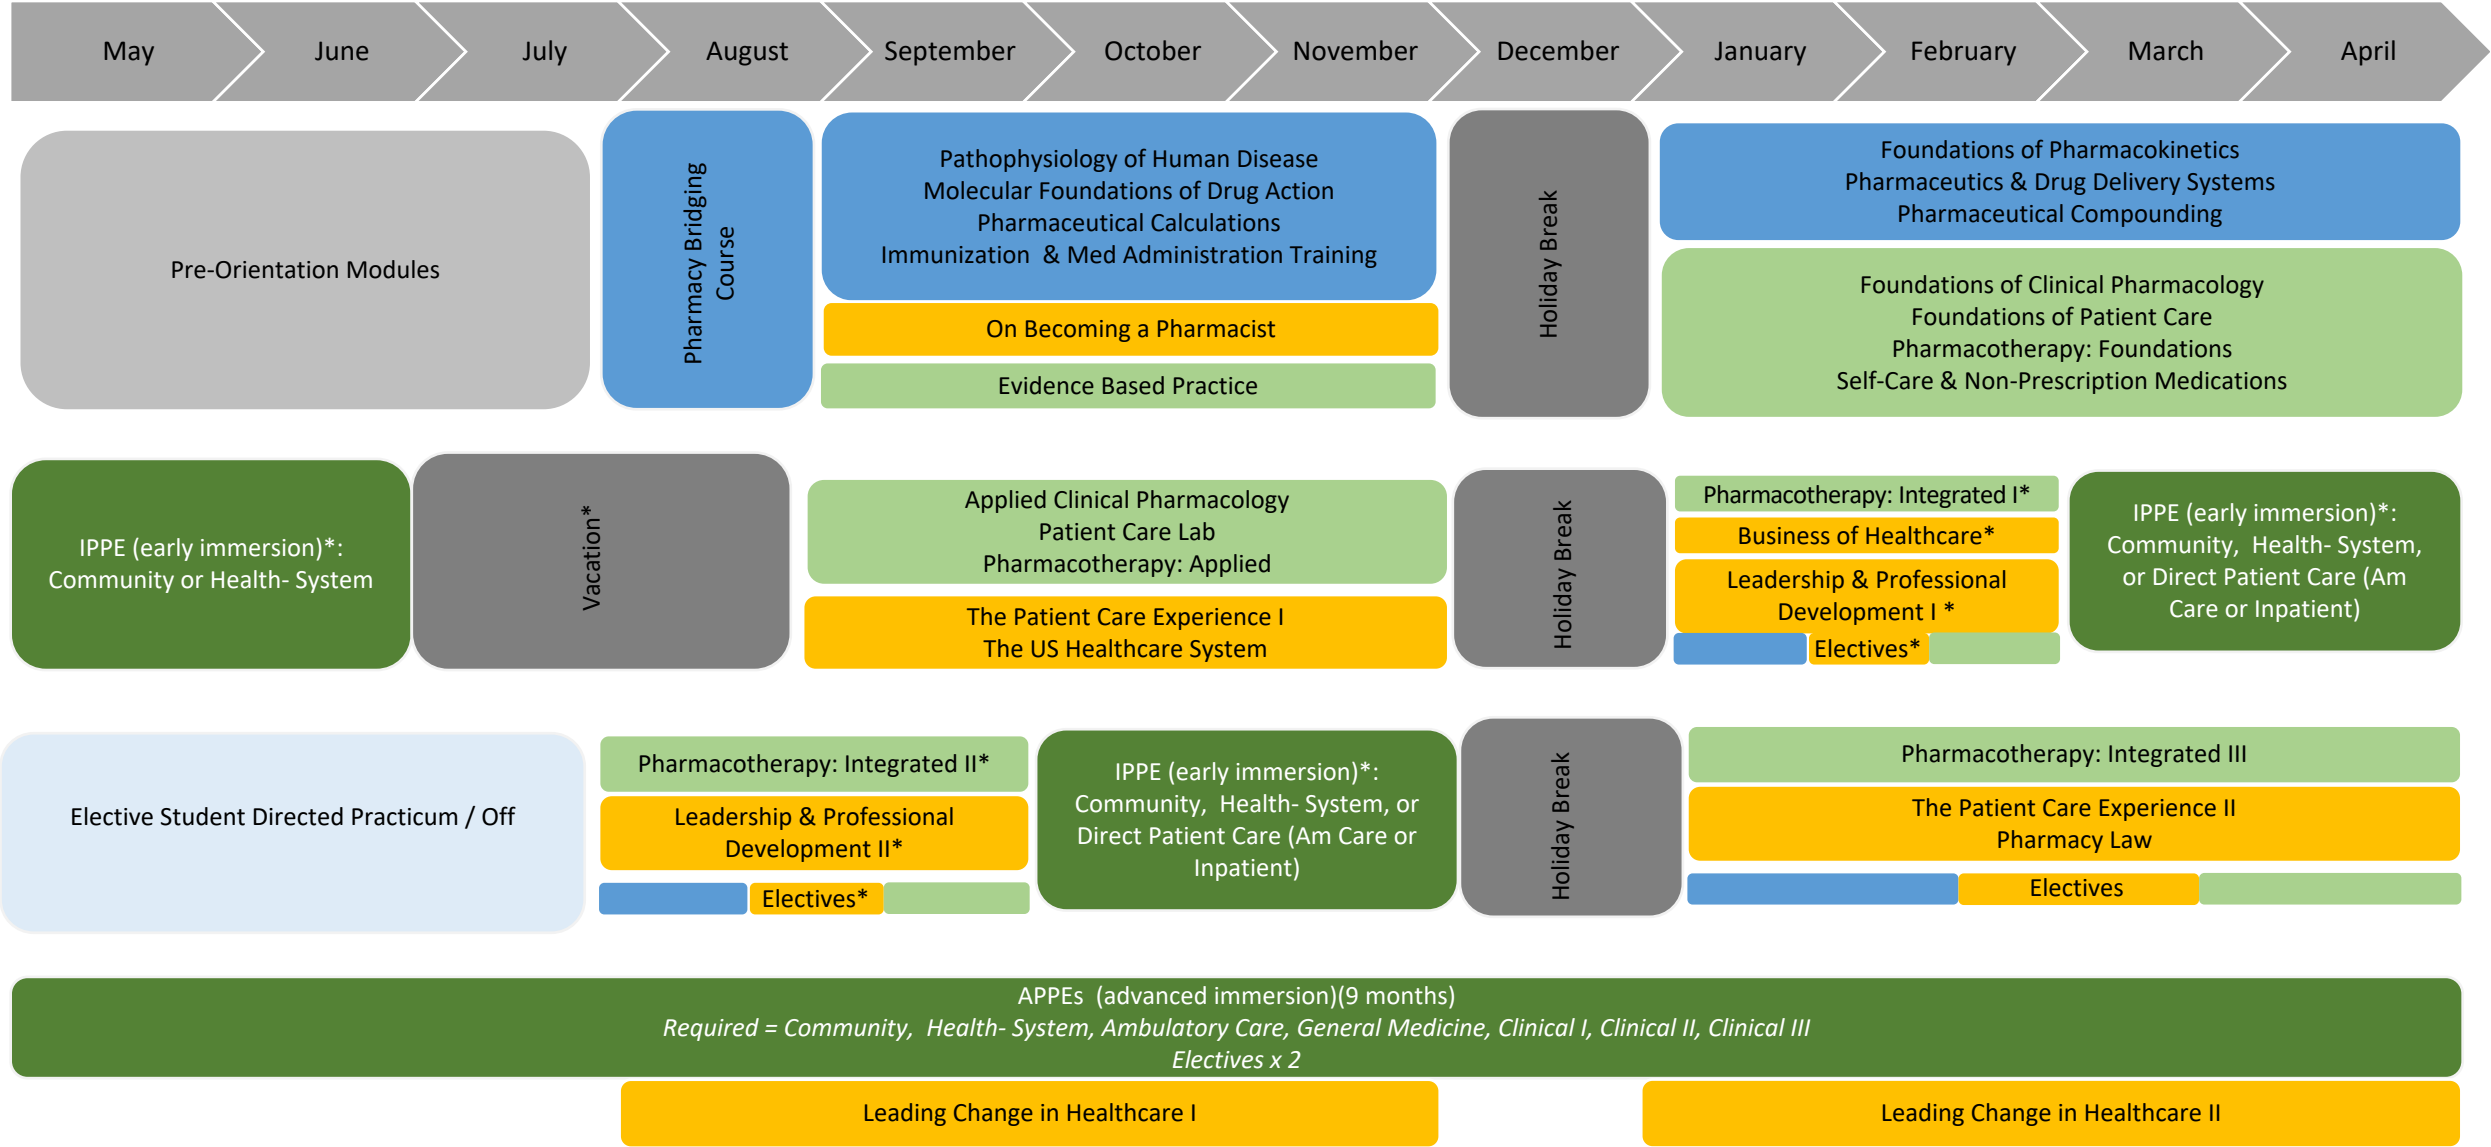 May
June
July
August
September
October
November
December
January
February
March
April
Pre-Orientation Modules
Pharmacy Bridging
Course
Pathophysiology of Human Disease
Molecular Foundations of Drug Action
Pharmaceutical Calculations
Immunization & Med Administration Training
On Becoming a Pharmacist
Evidence Based Practice
Holiday Break
Foundations of Pharmacokinetics
Pharmaceutics & Drug Delivery Systems
Pharmaceutical Compounding
Foundations of Clinical Pharmacology
Foundations of Patient Care
Pharmacotherapy: Foundations
Self-Care & Non-Prescription Medications
IPPE (early immersion)*:
Community or Health- System
Vacation*
Applied Clinical Pharmacology
Patient Care Lab
Pharmacotherapy: Applied
The Patient Care Experience I
The US Healthcare System
Holiday Break
Pharmacotherapy: Integrated I*
Business of Healthcare*
Leadership & Professional
Development I *
Electives*
IPPE (early immersion)*:
Community, Health- System,
or Direct Patient Care (Am
Care or Inpatient)
Elective Student Directed Practicum / Off
Pharmacotherapy: Integrated II*
Leadership & Professional
Development II*
Electives*
IPPE (early immersion)*:
Community, Health- System, or
Direct Patient Care (Am Care or
Inpatient)
Holiday Break
Pharmacotherapy: Integrated III
The Patient Care Experience II
Pharmacy Law
Electives
APPEs (advanced immersion)(9 months)
Required = Community, Health- System, Ambulatory Care, General Medicine, Clinical I, Clinical II, Clinical III
Electives x 2
Leading Change in Healthcare I
Leading Change in Healthcare II